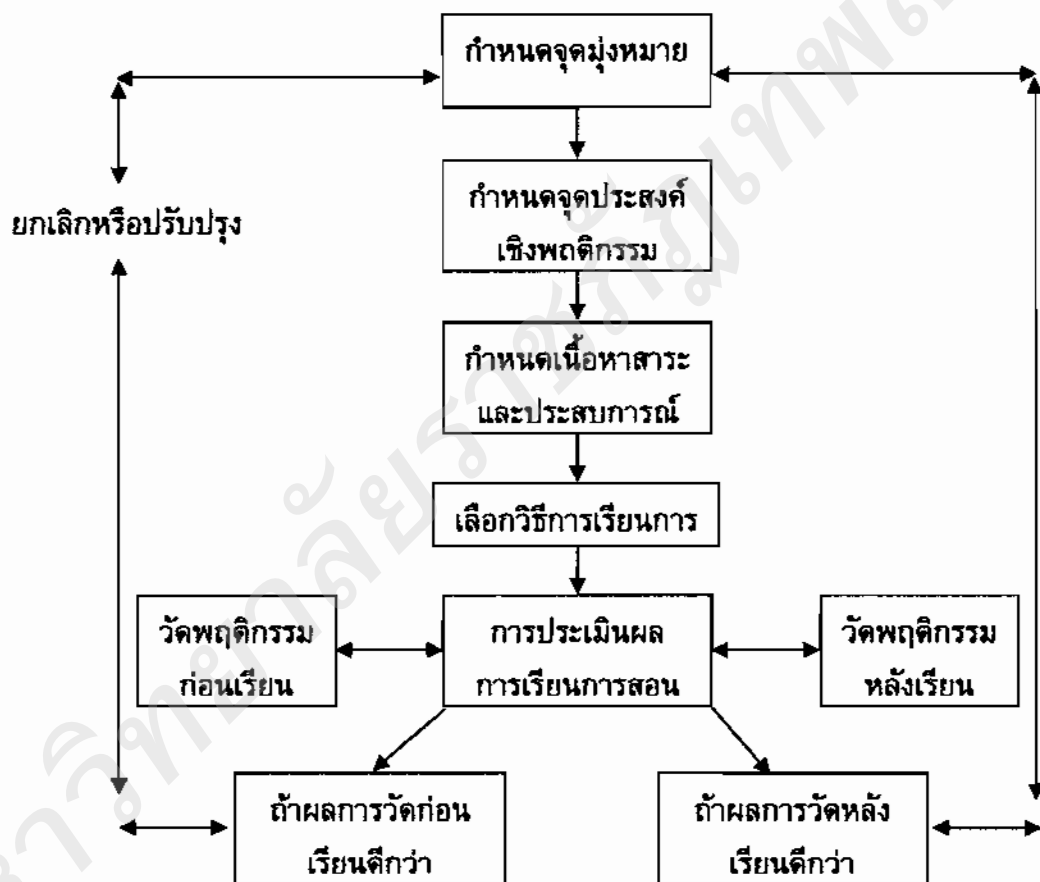 กำหนดจุดมุ่งหมาย
กำหนดจุดประสงค์
เชิงพฤติกรรม
ยกเลิกหรือปรับปรุง
กำหนดเนื้อหาสาระ
และประสบการณ์
เลือกวิธีการเรียนการ
วัดพฤติกรรม
ก่อนเรียน
การประเมินผล
การเรียนการสอน
วัดพฤติกรรม
หลังเรียน
ถ้าผลการวัดก่อน
เรียนดีกว่า
ถ้าผลการวัดหลัง
เรียนดีกว่า